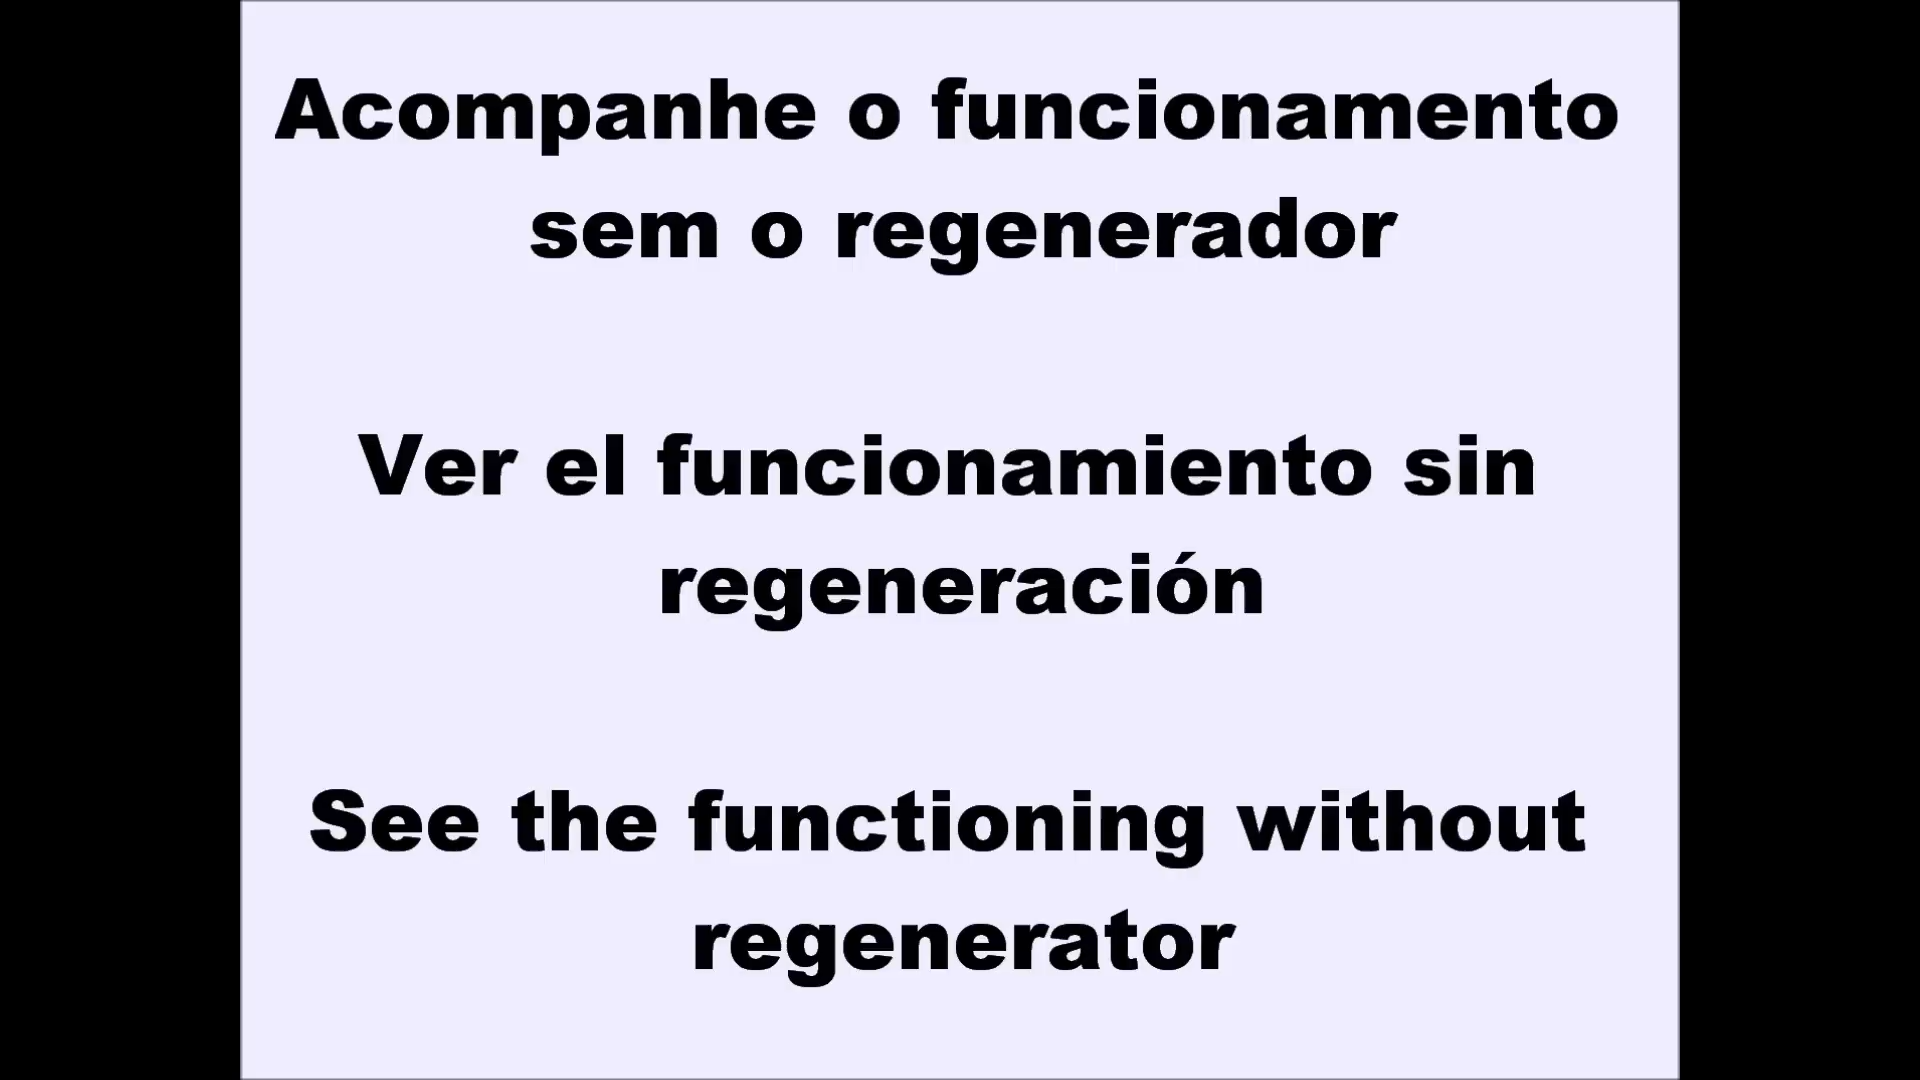 Acompanhe o funcionamento
sem o regenerador
Ver el funcionamiento sin
regeneración
See the functioning without
regenerator